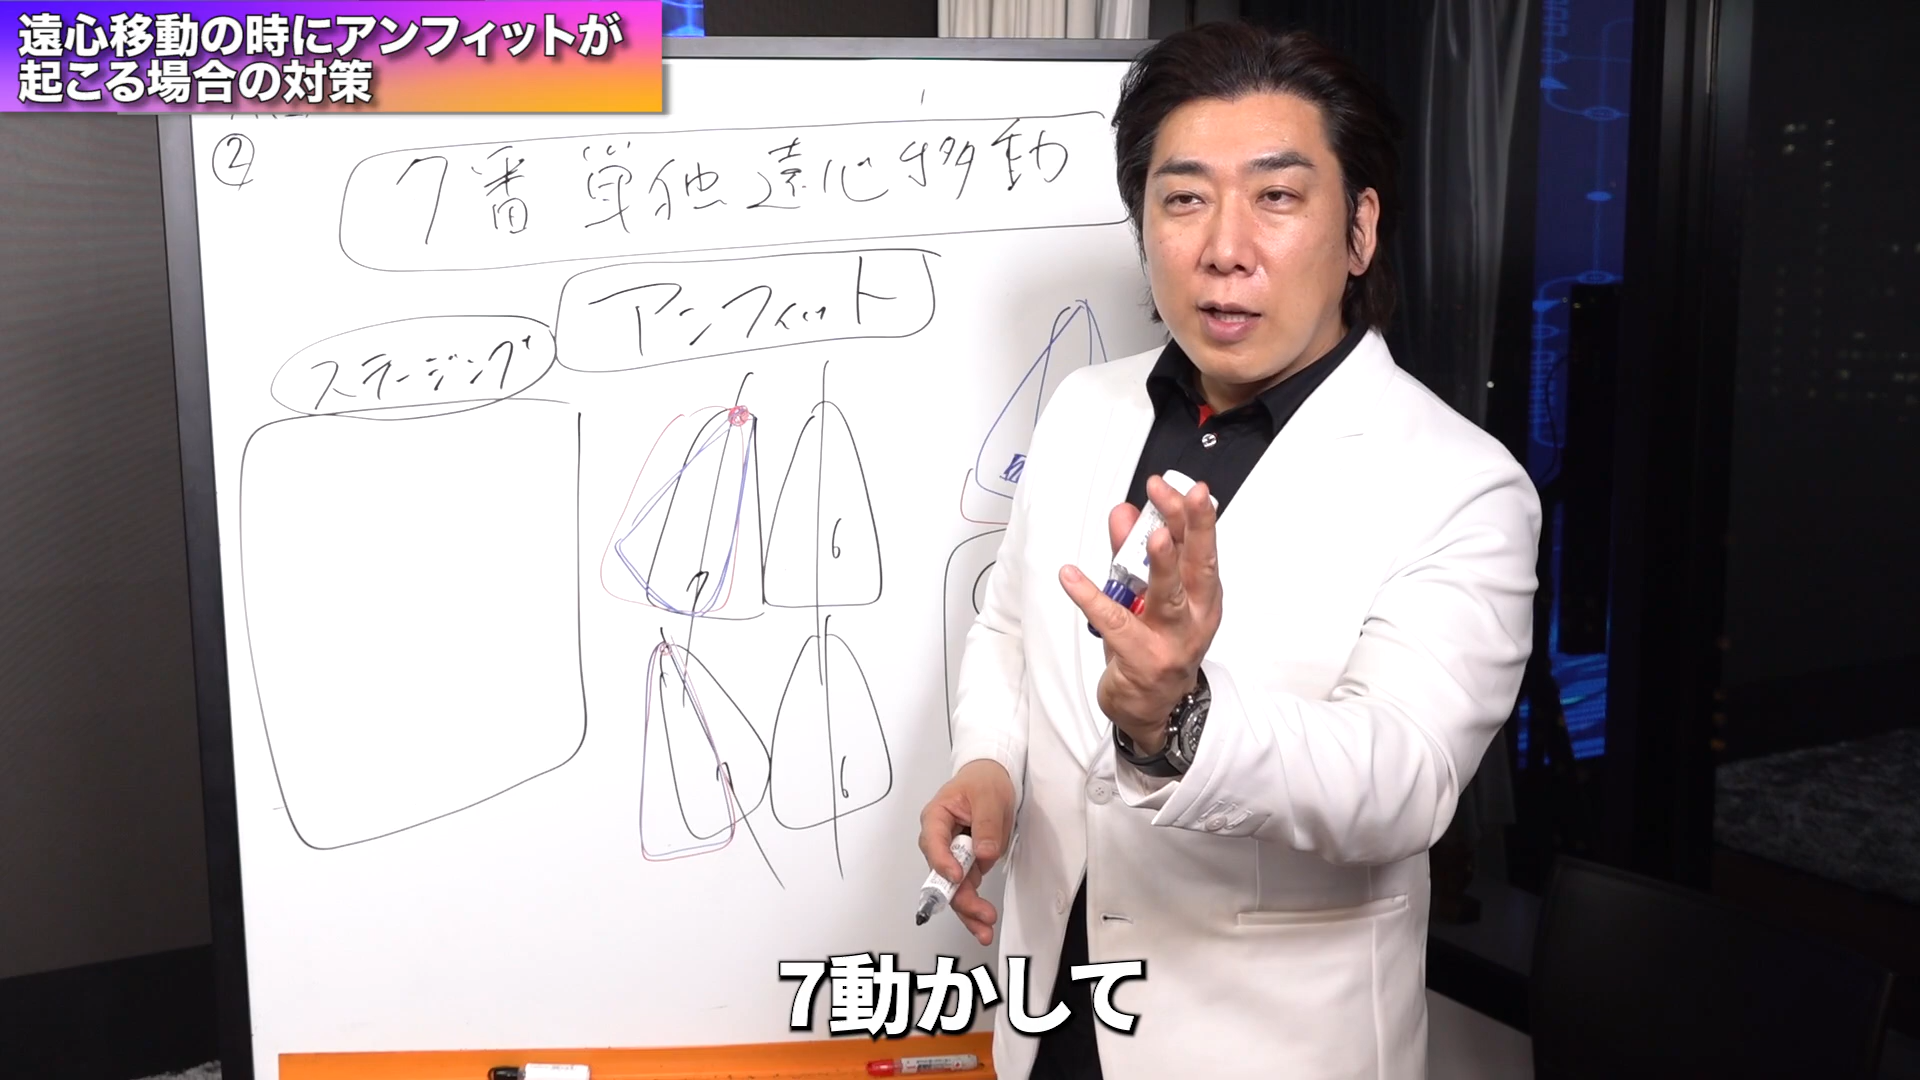 遠心移動の時にアンフィットが
起こる場合の対策
②
7番単独遠心移動
アンフィット
ステージング
7 6
7 6
7動かして